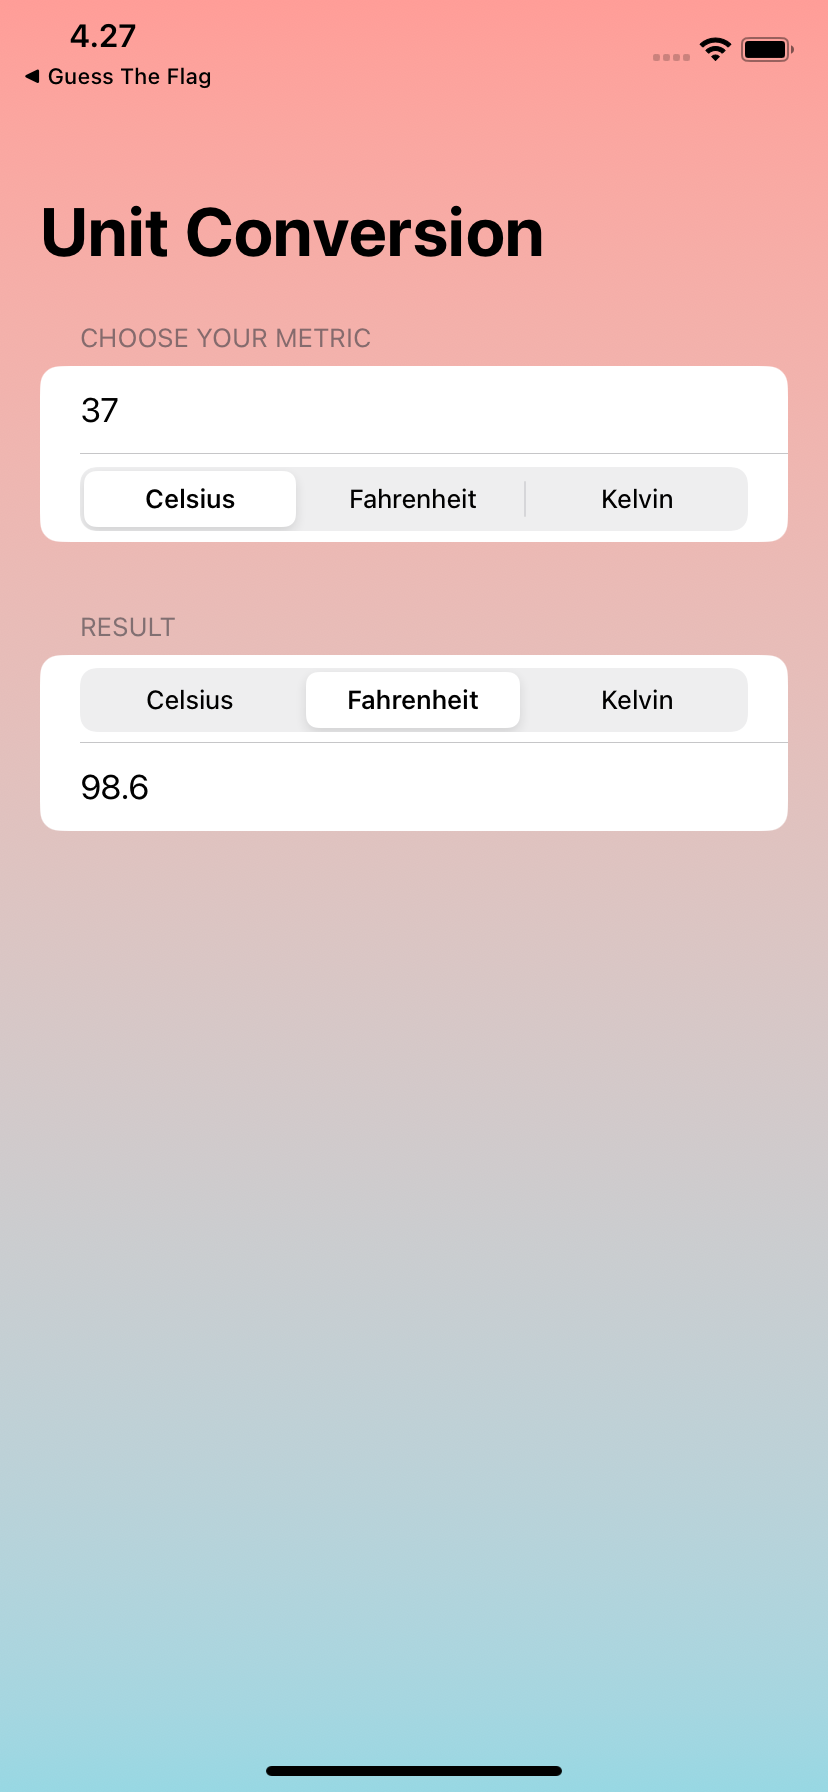 4.27
Guess The Flag
Unit Conversion
CHOOSE YOUR METRIC
37
Celsius Fahrenheit Kelvin
RESULT
Celsius Fahrenheit Kelvin
98.6